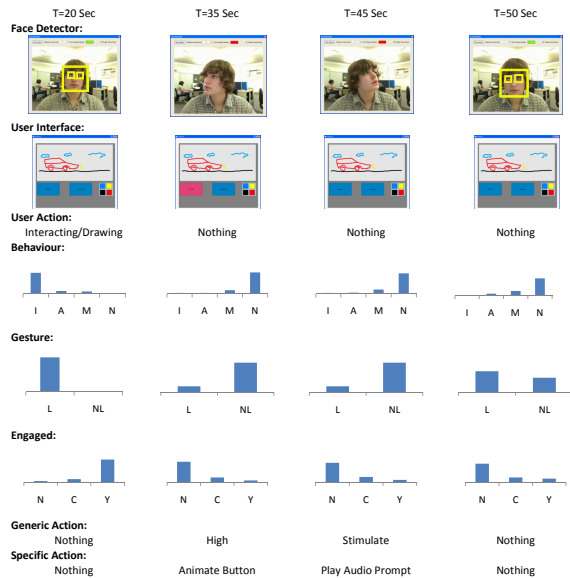 T=20 Sec T=35 Sec T=45 Sec T=50 Sec
Face Detector:
User Interface:
User Action:
Interacting/Drawing Nothing Nothing Nothing
Behaviour:
I A M N I A M N I A M N I A M N
Gesture:
L NL L NL L NL L NL
Engaged:
N C Y N C Y N C Y N C Y
Generic Action:
Nothing High Stimulate Nothing
Specific Action:
Nothing Animate Button Play Audio Prompt Nothing